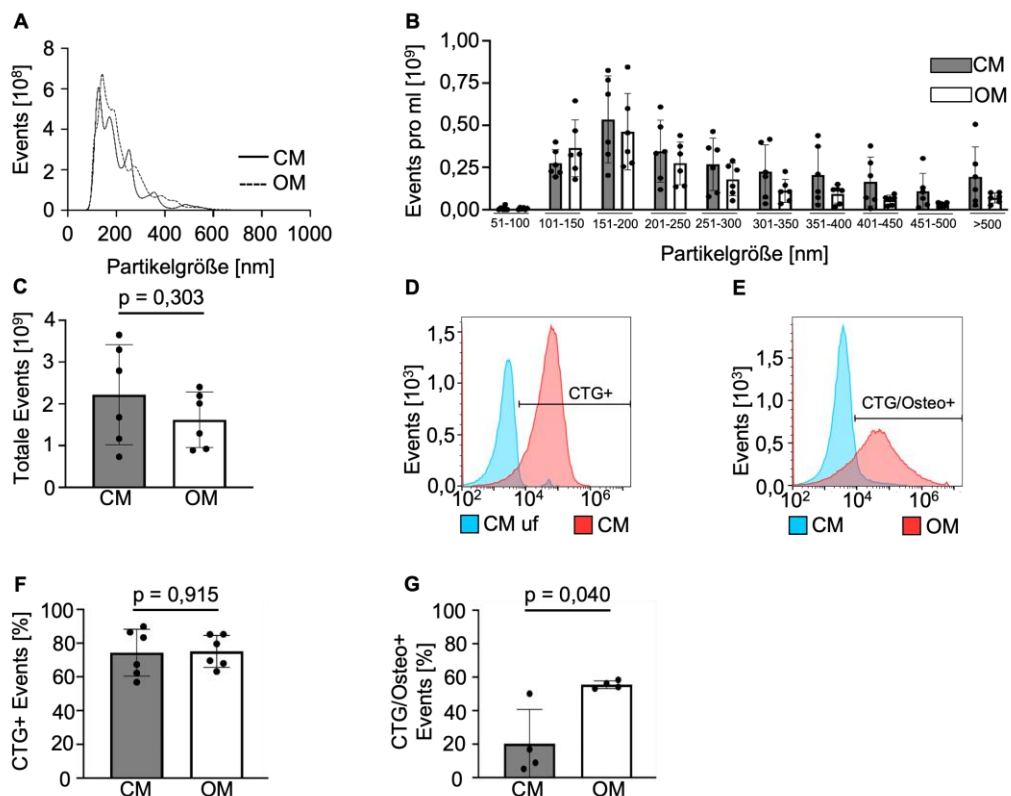 A
Events [10⁸]
8
6
4
2
0
0 200 400 600 800 1000
Partikelgröße [nm]
CM
OM
B
Events pro ml [10⁹]
1,00
0,75
0,50
0,25
0,00
51-100 101-150 151-200 201-250 251-300 301-350 351-400 401-450 451-500 >500
Partikelgröße [nm]
CM
OM
C
p = 0,303
Totale Events [10⁹]
4
3
2
1
0
CM OM
D
Events [10³]
1,5
1,0
0,5
0,0
CTG+
10² 10⁴ 10⁶
CM uf CM
E
Events [10³]
1,5
1,0
0,5
0,0
CTG/Osteo+
10² 10⁴ 10⁶
CM OM
F
p = 0,915
CTG+ Events [%]
100
80
60
40
20
0
CM OM
G
p = 0,040
CTG/Osteo+
Events [%]
100
80
60
40
20
0
CM OM